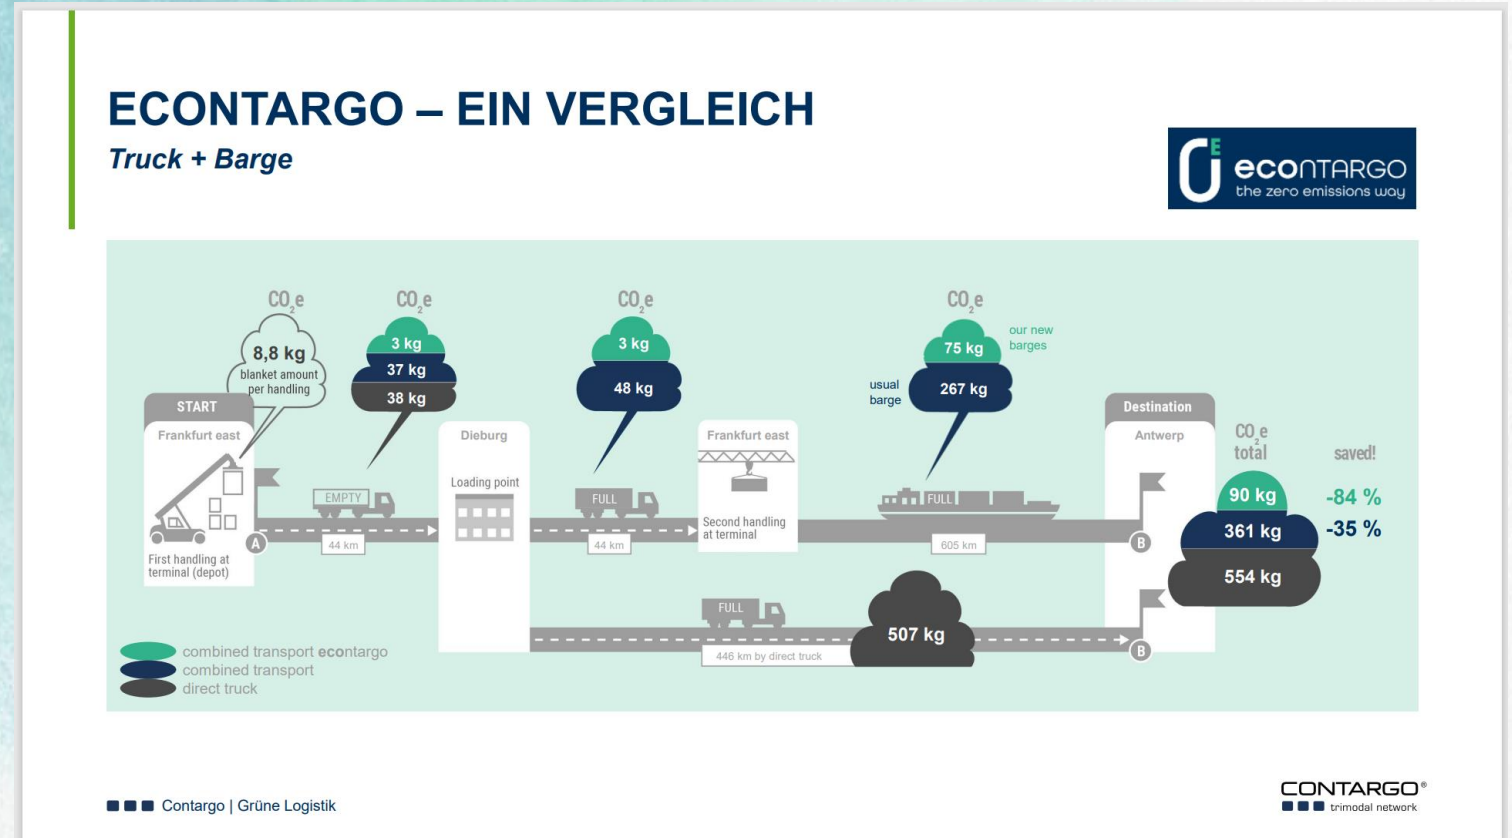 ECONTARGO – EIN VERGLEICH
Truck + Barge
E
econtargo
the zero emissions way
CO2e
8,8 kg
blanket amount
per handling
CO2e
3 kg
37 kg
38 kg
CO2e
3 kg
48 kg
CO2e
75 kg
our new
barges
usual
barge
267 kg
START
Frankfurt east
First handling at
terminal (depot)
A
EMPTY
44 km
Dieburg
Loading point
FULL
44 km
Frankfurt east
Second handling
at terminal
FULL
605 km
Destination
Antwerp
B
CO2e
total
saved!
90 kg
-84 %
361 kg
-35 %
554 kg
FULL
446 km by direct truck
507 kg
B
combined transport econtargo
combined transport
direct truck
Contargo | Grüne Logistik
CONTARGO®
trimodal network